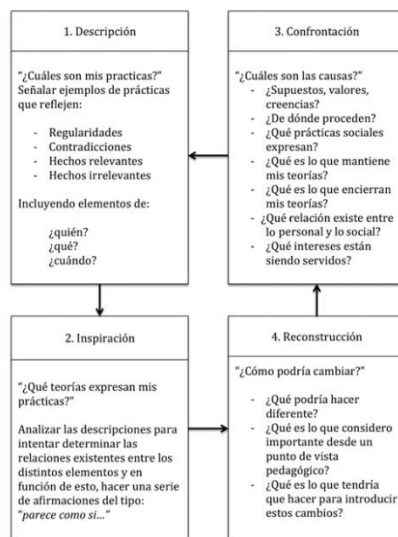 1. Descripción
"¿Cuáles son mis practicas?"
Señalar ejemplos de prácticas
que reflejen:
- Regularidades
- Contradicciones
- Hechos relevantes
- Hechos irrelevantes
Incluyendo elementos de:
¿quién?
¿qué?
¿cuándo?
2. Inspiración
"¿Qué teorías expresan mis
prácticas?"
Analizar las descripciones para
intentar determinar las
relaciones existentes entre los
distintos elementos y en
función de esto, hacer una serie
de afirmaciones del tipo:
"parece como si..."
3. Confrontación
"¿Cuáles son las causas?"
- ¿Supuestos, valores,
creencias?
- ¿De dónde proceden?
- ¿Qué prácticas sociales
expresan?
- ¿Qué es lo que mantiene
mis teorías?
- ¿Qué es lo que encierran
mis teorías?
- ¿Qué relación existe entre
lo personal y lo social?
- ¿Qué intereses están
siendo servidos?
4. Reconstrucción
"¿Cómo podría cambiar?"
- ¿Qué podría hacer
diferente?
- ¿Qué es lo que considero
importante desde un
punto de vista
pedagógico?
- ¿Qué es lo que tendría
que hacer para introducir
estos cambios?